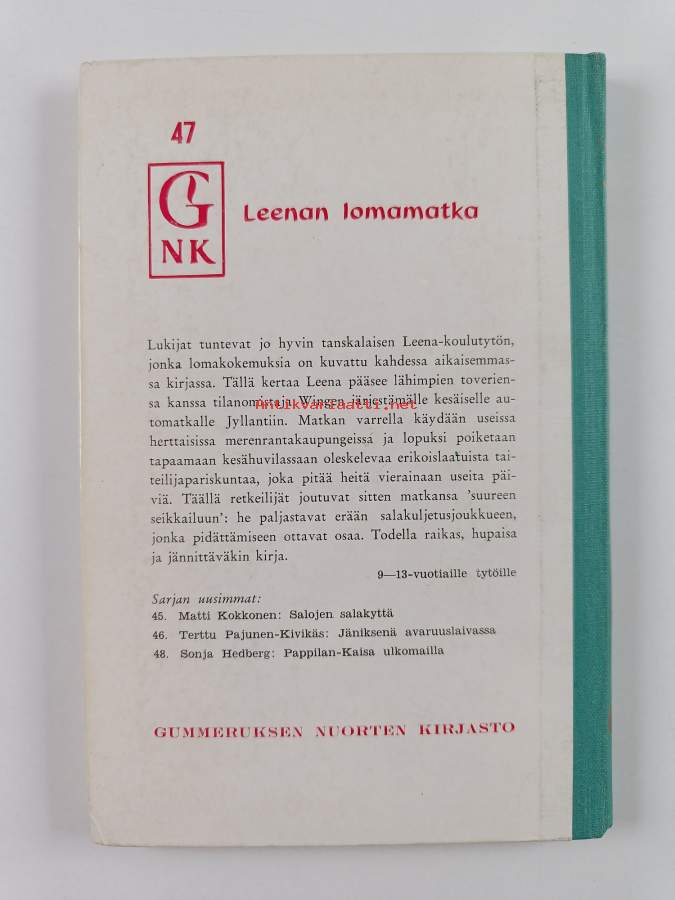 47
G
NK
Leenan lomamatka
Lukijat tuntevat jo hyvin tanskalaisen Leena-koulutytön,
jonka lomakokemuksia on kuvattu kahdessa aikaisemmas-
sa kirjassa. Tällä kertaa Leena pääsee lähimpien toverien-
sa kanssa tilanomistaja Wingen järjestämälle kesäiselle au-
Antikvariaatti.net
tomatkalle Jyllantiin. Matkan varrella käydään useissa
herttaisissa merenrantakaupungeissa ja lopuksi poiketaan
tapaamaan kesähuvilassaan oleskelevaa erikoislaatuista tai-
teilijapariskuntaa, joka pitää heitä vierainaan useita päi-
viä. Täällä retkeilijät joutuvat sitten matkansa 'suureen
seikkailuun': he paljastavat erään salakuljetusjoukkueen,
jonka pidättämiseen ottavat osaa. Todella raikas, hupaisa
ja jännittäväkin kirja.
9—13-vuotiaille tytöille
Sarjan uusimmat:
45. Matti Kokkonen: Salojen salakyttä
46. Terttu Pajunen-Kivikäs: Jäniksenä avaruuslaivassa
48. Sonja Hedberg: Pappilan-Kaisa ulkomailla
GUMMERUKSEN NUORTEN KIRJASTO